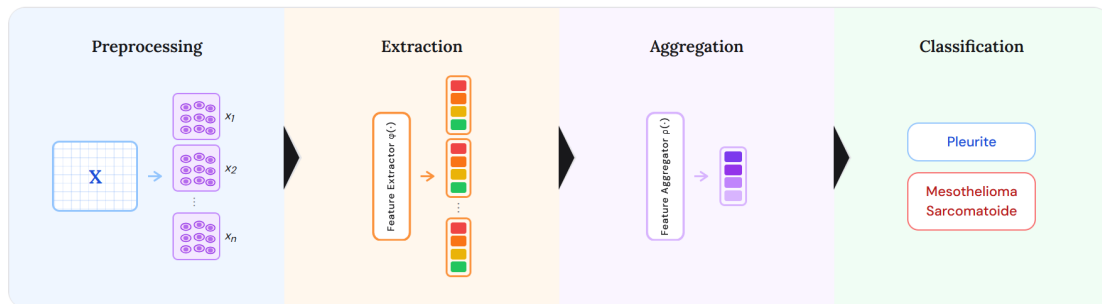 Preprocessing
X
x1
x2
⋮
xn
Extraction
Feature Extractor φ(·)
⋮
Aggregation
Feature Aggregator ρ(·)
Classification
Pleurite
Mesothelioma
Sarcomatoide